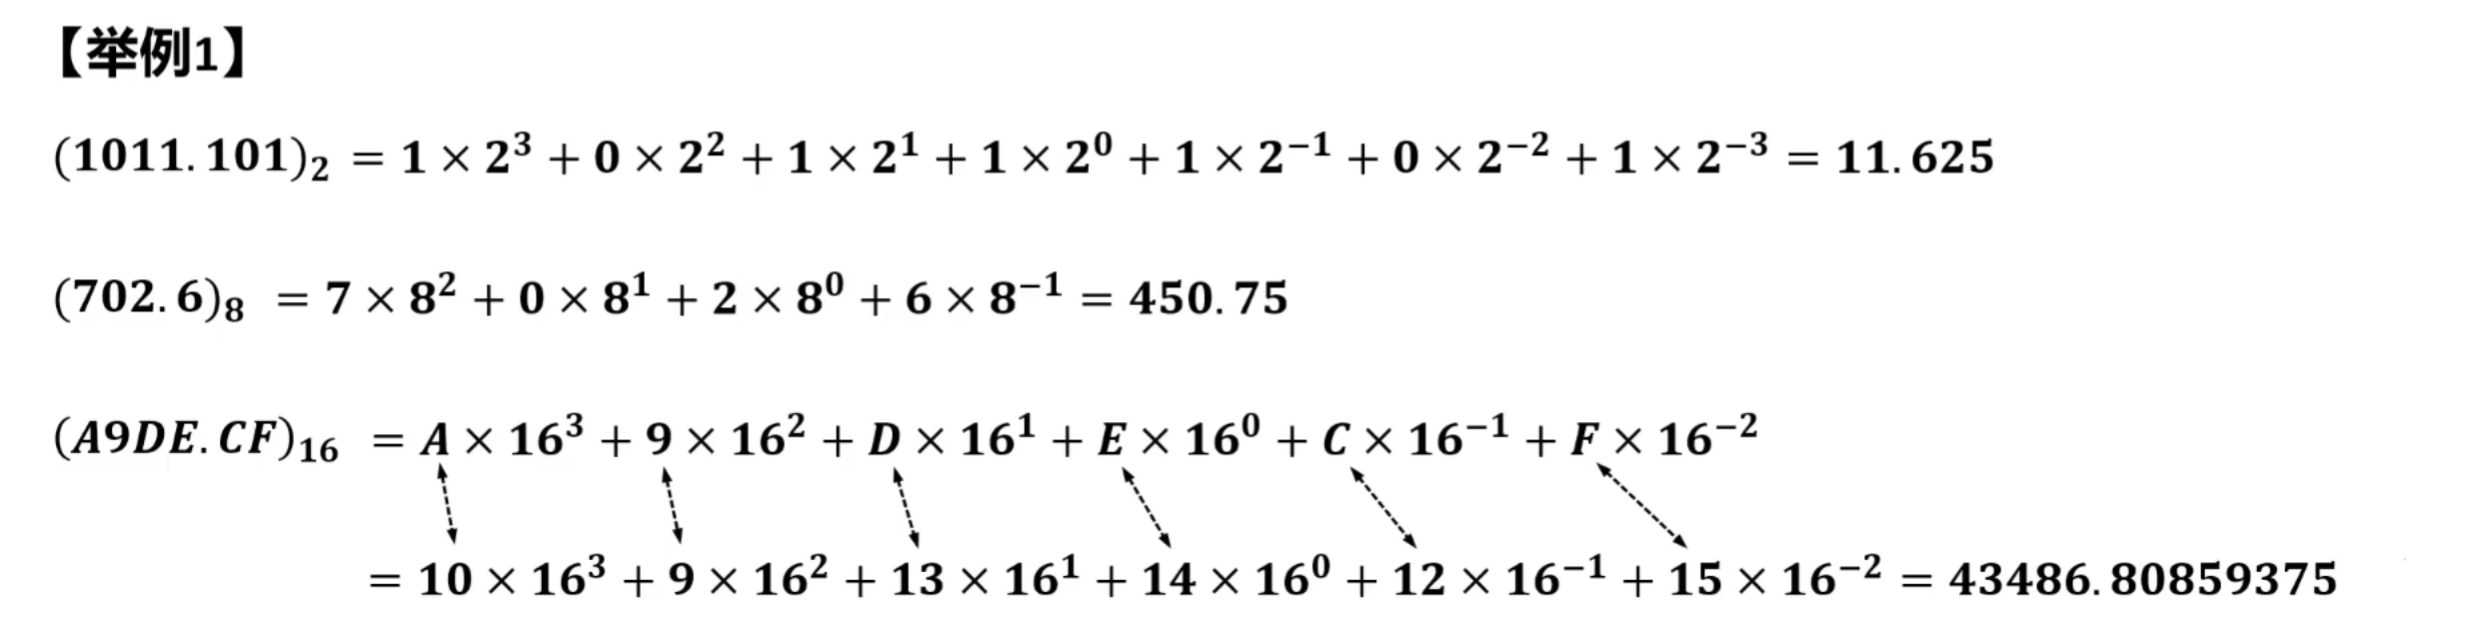 【举例1】
(1011.101)₂ = 1 × 2³ + 0 × 2² + 1 × 2¹ + 1 × 2⁰ + 1 × 2⁻¹ + 0 × 2⁻² + 1 × 2⁻³ = 11.625
(702.6)₈ = 7 × 8² + 0 × 8¹ + 2 × 8⁰ + 6 × 8⁻¹ = 450.75
(A9DE.CF)₁₆ = A × 16³ + 9 × 16² + D × 16¹ + E × 16⁰ + C × 16⁻¹ + F × 16⁻²
= 10 × 16³ + 9 × 16² + 13 × 16¹ + 14 × 16⁰ + 12 × 16⁻¹ + 15 × 16⁻² = 43486.80859375